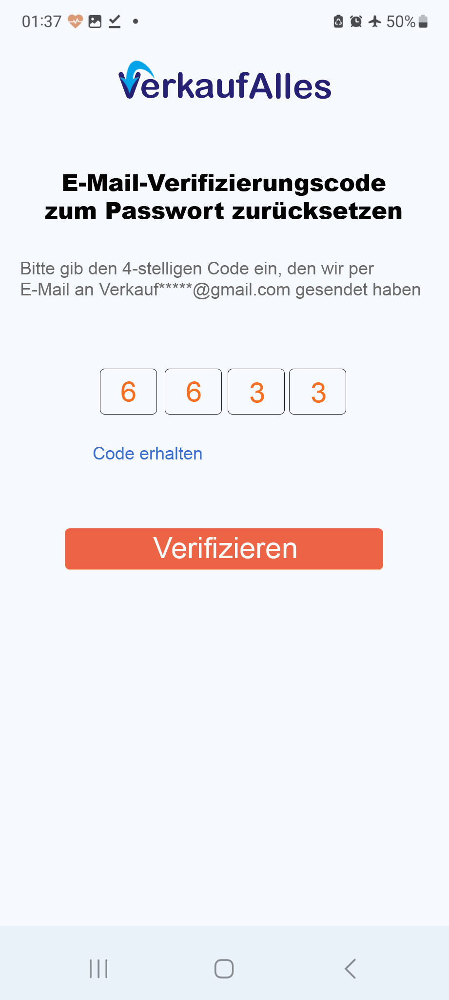 01:37 50%
VerkaufAlles
E-Mail-Verifizierungscode
zum Passwort zurücksetzen
Bitte gib den 4-stelligen Code ein, den wir per
E-Mail an Verkauf*****@gmail.com gesendet haben
6 6 3 3
Code erhalten
Verifizieren